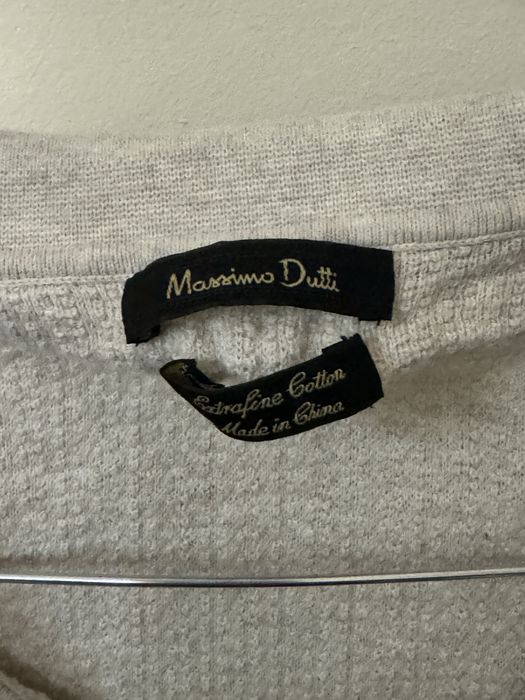 Massimo Dutti
Extrafine Cotton
Made in China